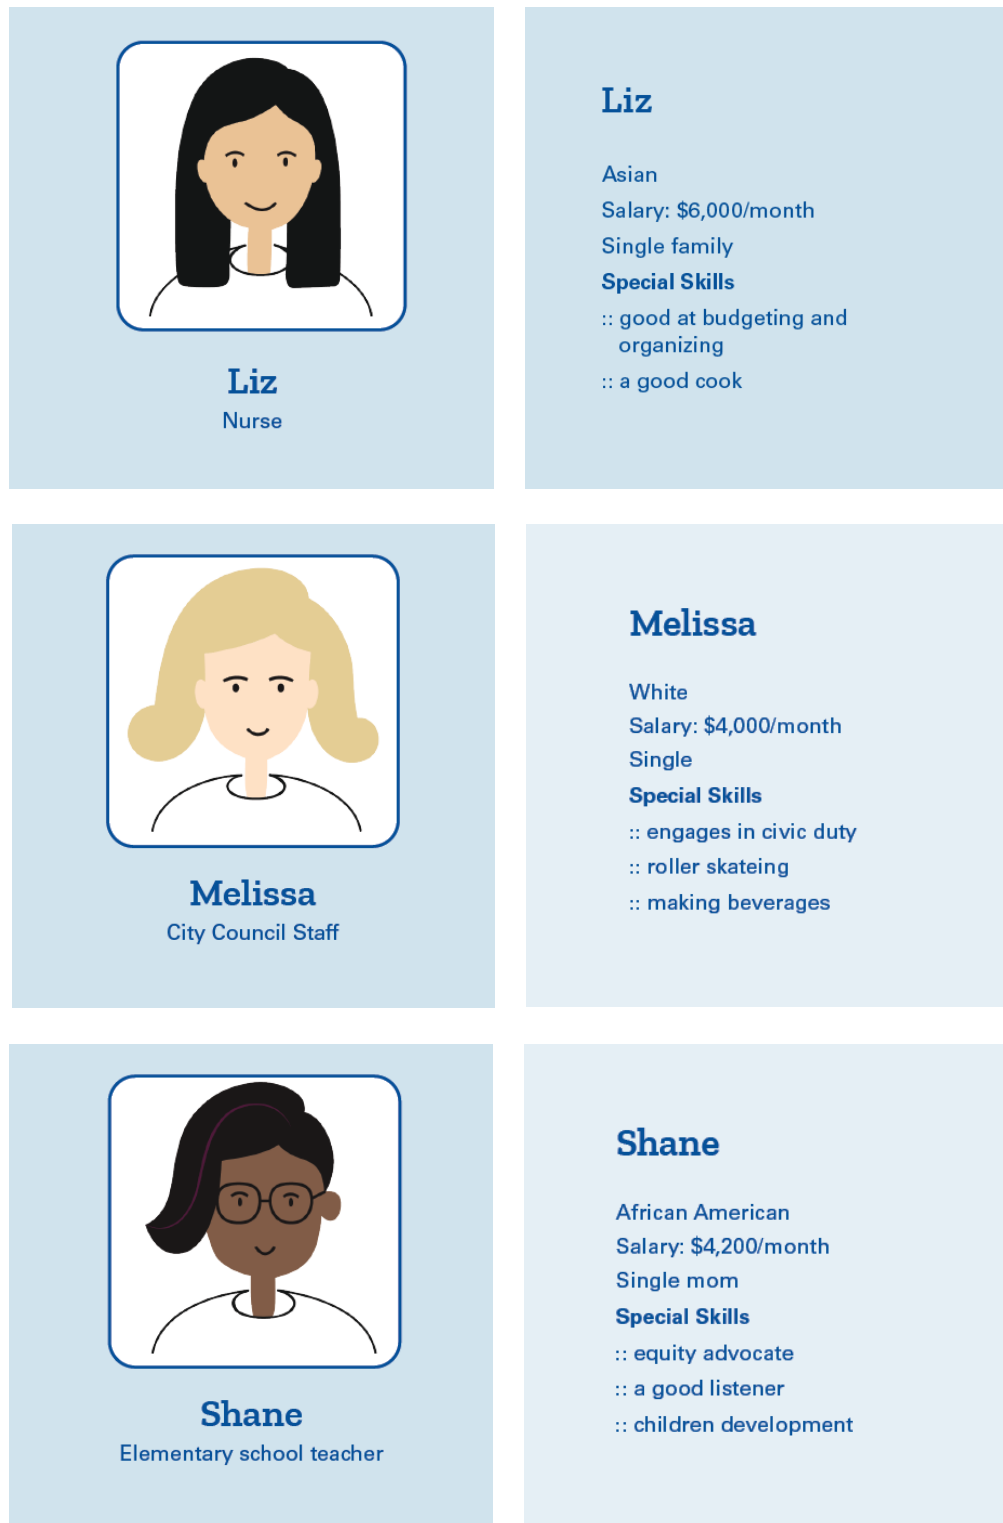 Liz
Nurse
Liz
Asian
Salary: $6,000/month
Single family
Special Skills
:: good at budgeting and
organizing
:: a good cook
Melissa
City Council Staff
Melissa
White
Salary: $4,000/month
Single
Special Skills
:: engages in civic duty
:: roller skateing
:: making beverages
Shane
Elementary school teacher
Shane
African American
Salary: $4,200/month
Single mom
Special Skills
:: equity advocate
:: a good listener
:: children development